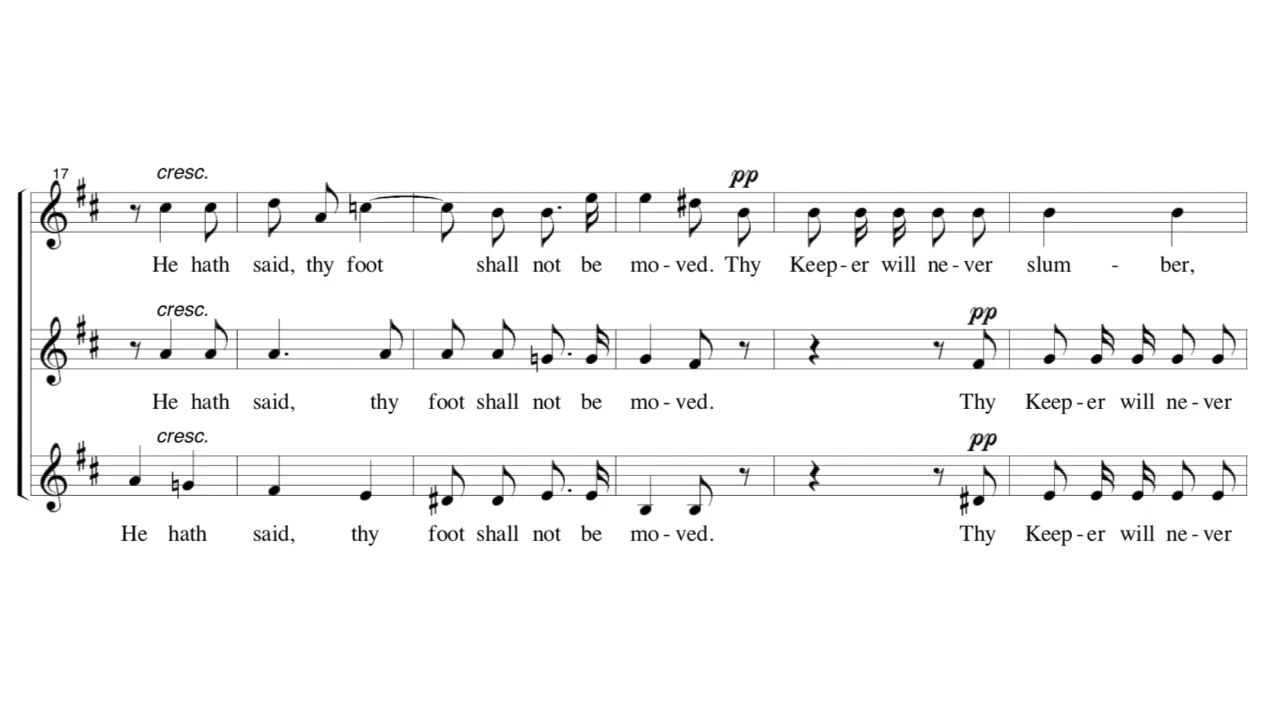 17
cresc.
pp
He hath said, thy foot shall not be mo - ved. Thy Keep - er will ne - ver slum - ber,
cresc.
pp
He hath said, thy foot shall not be mo - ved. Thy Keep - er will ne - ver
cresc.
pp
He hath said, thy foot shall not be mo - ved. Thy Keep - er will ne - ver